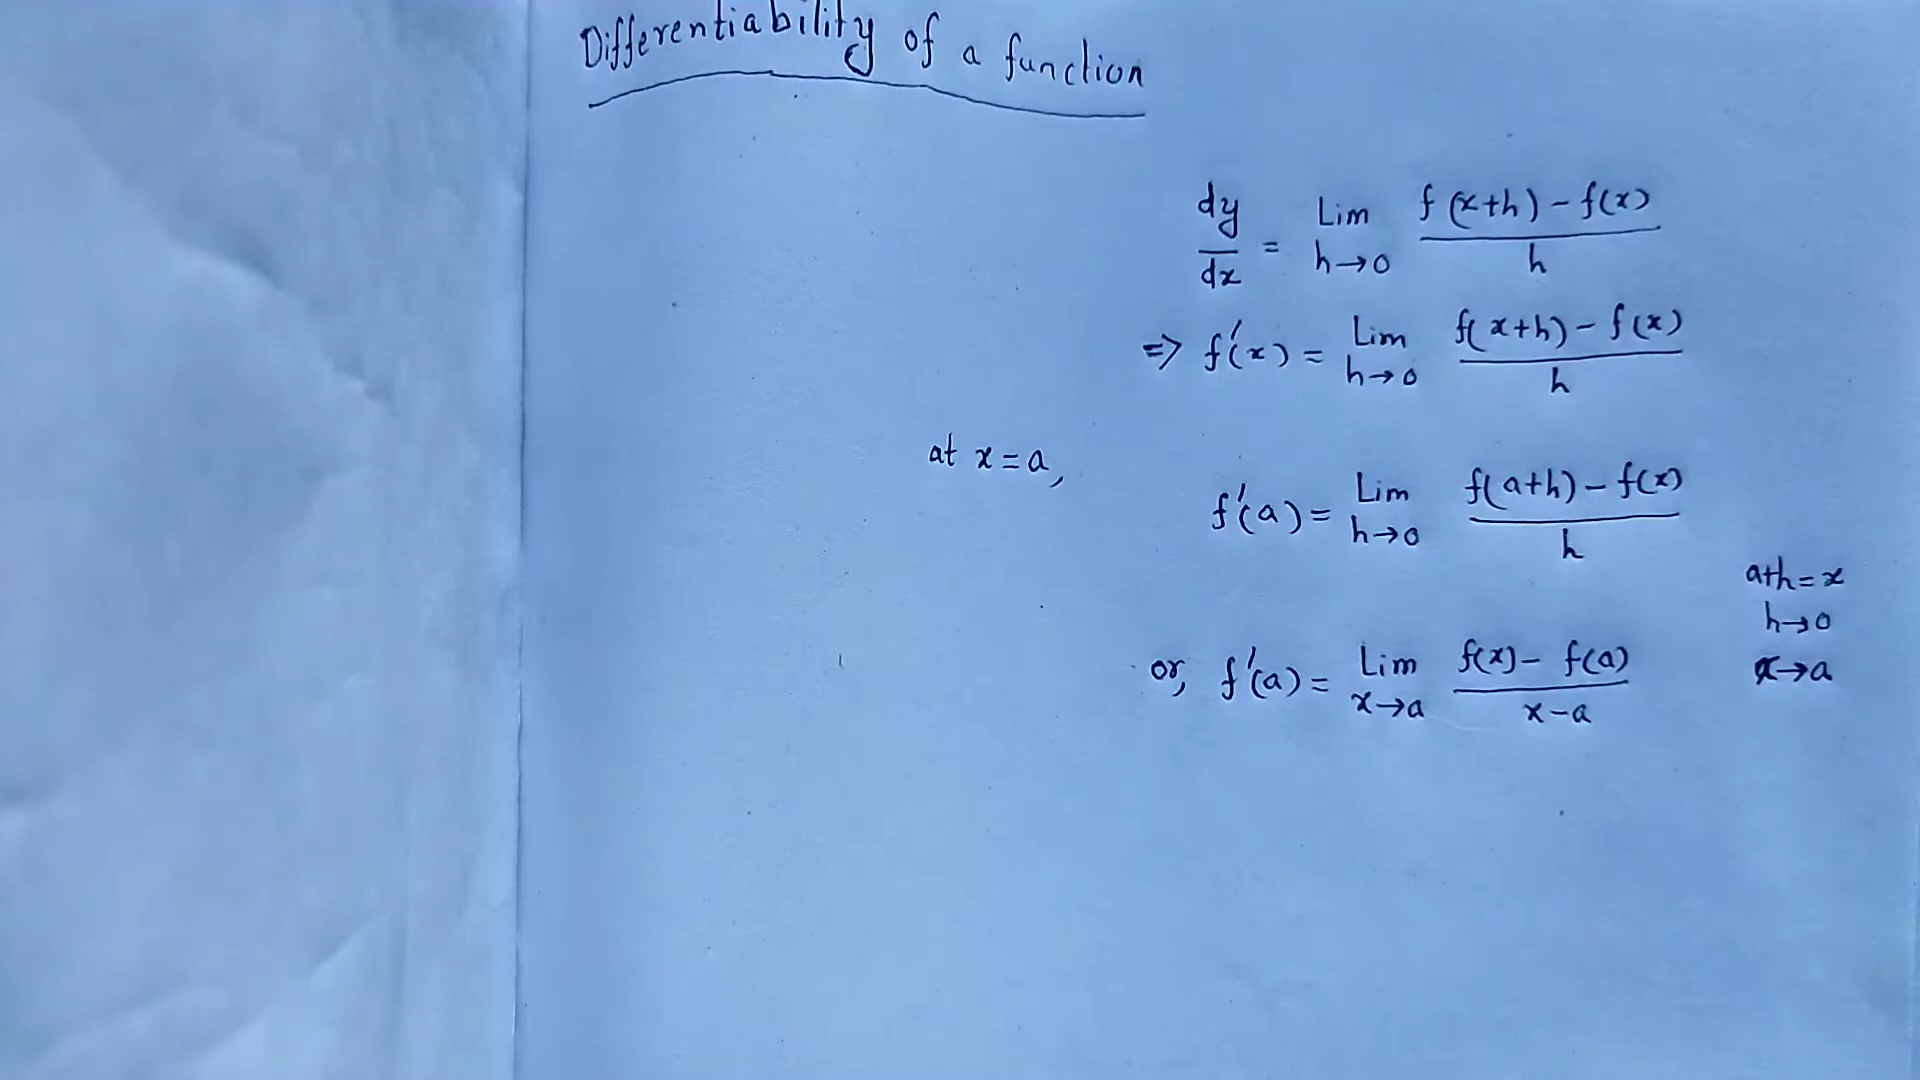 Differentiability of a function
dy/dx = Lim h→0 f(x+h) - f(x) / h
=> f'(x) = Lim h→0 f(x+h) - f(x) / h
at x = a,
f'(a) = Lim h→0 f(a+h) - f(x) / h
a+h = x
h→0
x→a
or, f'(a) = Lim x→a f(x) - f(a) / x-a